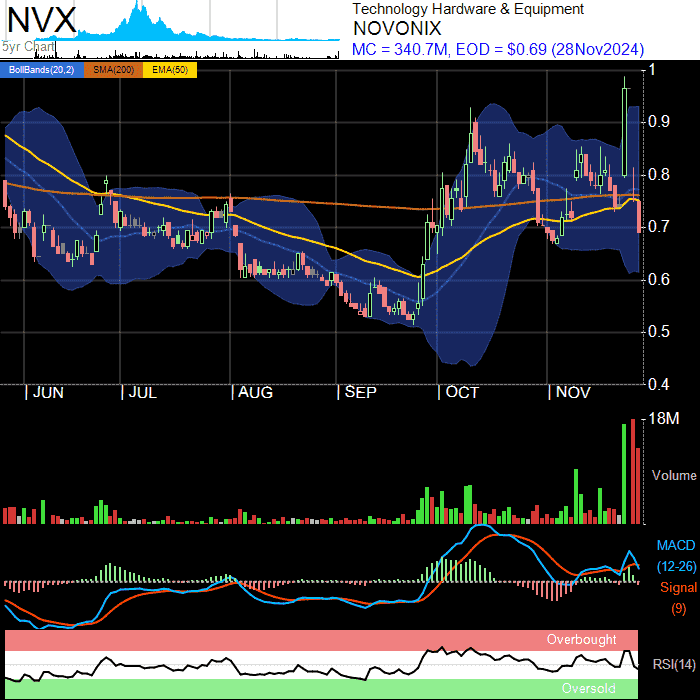 NVX
5yr Chart
Technology Hardware & Equipment
NOVONIX
MC = 340.7M, EOD = $0.69 (28Nov2024)
BollBands(20,2) SMA(200) EMA(50)
1
0.9
0.8
0.7
0.6
0.5
0.4
JUN JUL AUG SEP OCT NOV
18M
Volume
MACD
(12-26)
Signal
(9)
Overbought
RSI(14)
Oversold